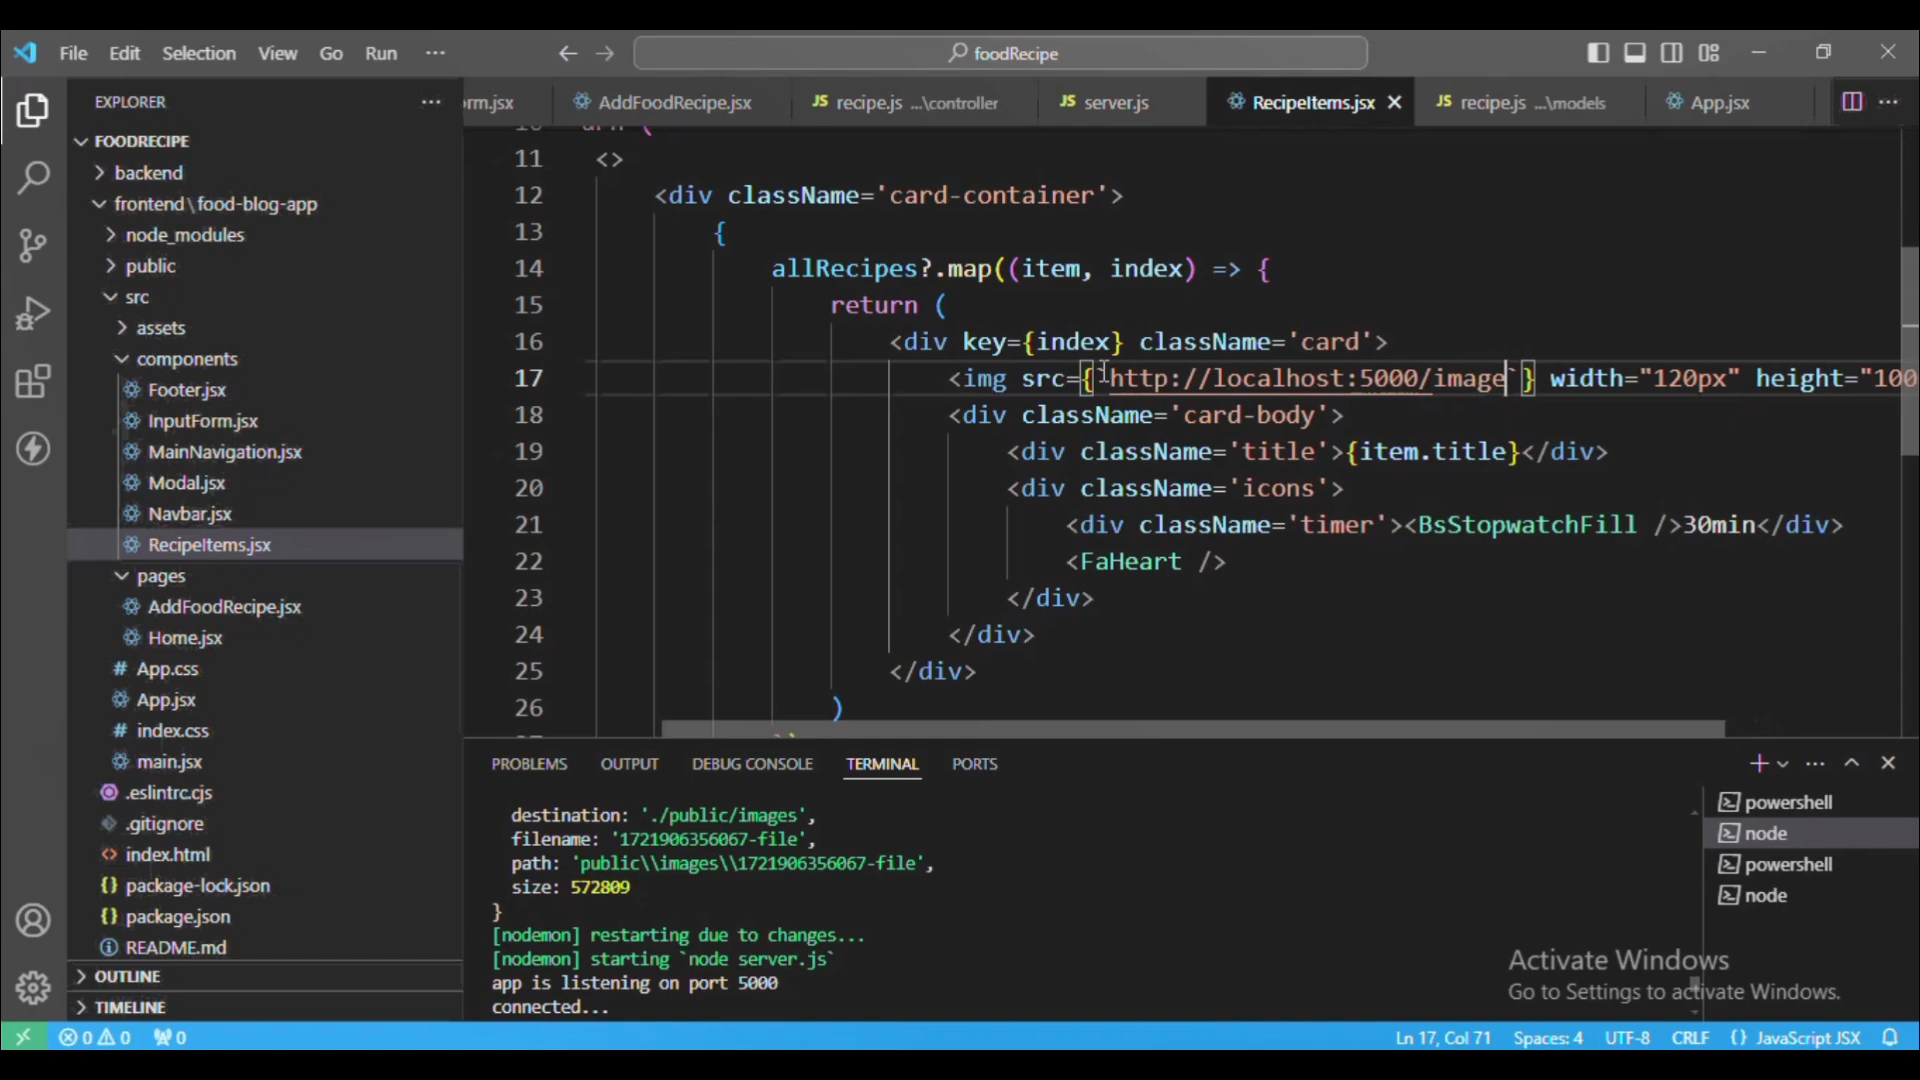 File Edit Selection View Go Run ···
foodRecipe
EXPLORER
FOODRECIPE
backend
frontend\food-blog-app
node_modules
public
src
assets
components
Footer.jsx
InputForm.jsx
MainNavigation.jsx
Modal.jsx
Navbar.jsx
RecipeItems.jsx
pages
AddFoodRecipe.jsx
Home.jsx
App.css
App.jsx
index.css
main.jsx
.eslintrc.cjs
.gitignore
index.html
package-lock.json
package.json
README.md
OUTLINE
TIMELINE
orm.jsx AddFoodRecipe.jsx JS recipe.js ...\controller JS server.js RecipeItems.jsx JS recipe.js ...\models App.jsx
11 <>
12 <div className='card-container'>
13 {
14 allRecipes?.map((item, index) => {
15 return (
16 <div key={index} className='card'>
17 <img src={`http://localhost:5000/image`} width="120px" height="100
18 <div className='card-body'>
19 <div className='title'>{item.title}</div>
20 <div className='icons'>
21 <div className='timer'><BsStopwatchFill />30min</div>
22 <FaHeart />
23 </div>
24 </div>
25 </div>
26 )
PROBLEMS OUTPUT DEBUG CONSOLE TERMINAL PORTS
destination: './public/images',
filename: '1721906356067-file',
path: 'public\\images\\1721906356067-file',
size: 572809
}
[nodemon] restarting due to changes...
[nodemon] starting `node server.js`
app is listening on port 5000
connected...
powershell
node
powershell
node
Activate Windows
Go to Settings to activate Windows.
0 0 0
Ln 17, Col 71 Spaces: 4 UTF-8 CRLF {} JavaScript JSX